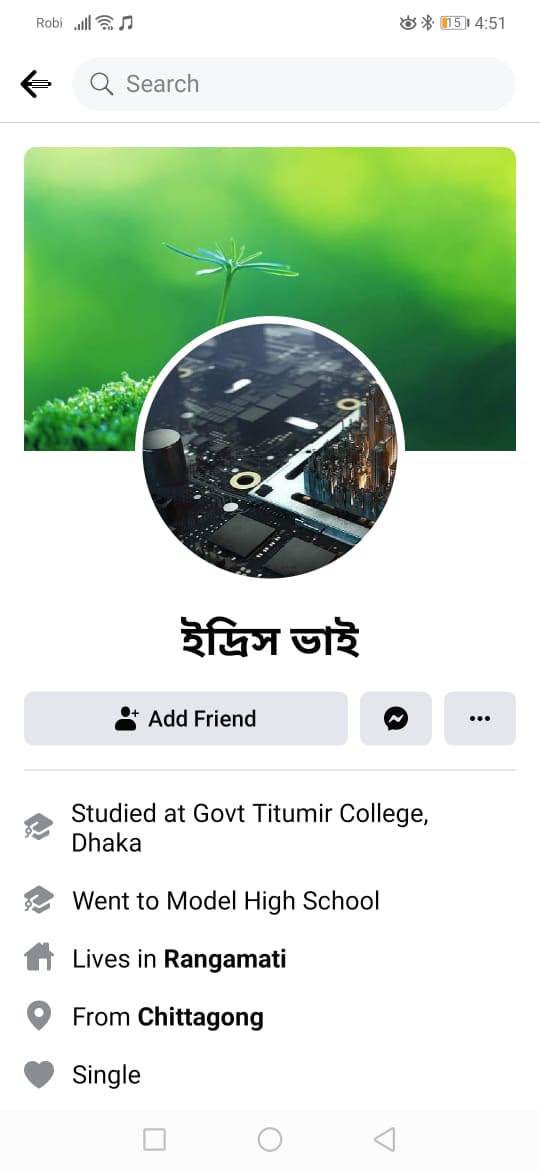 Robi 15 4:51
Search
ইদ্রিস ভাই
Add Friend
Studied at Govt Titumir College,
Dhaka
Went to Model High School
Lives in Rangamati
From Chittagong
Single